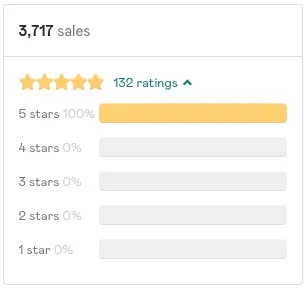 3,717 sales
132 ratings
5 stars 100%
4 stars 0%
3 stars 0%
2 stars 0%
1 star 0%